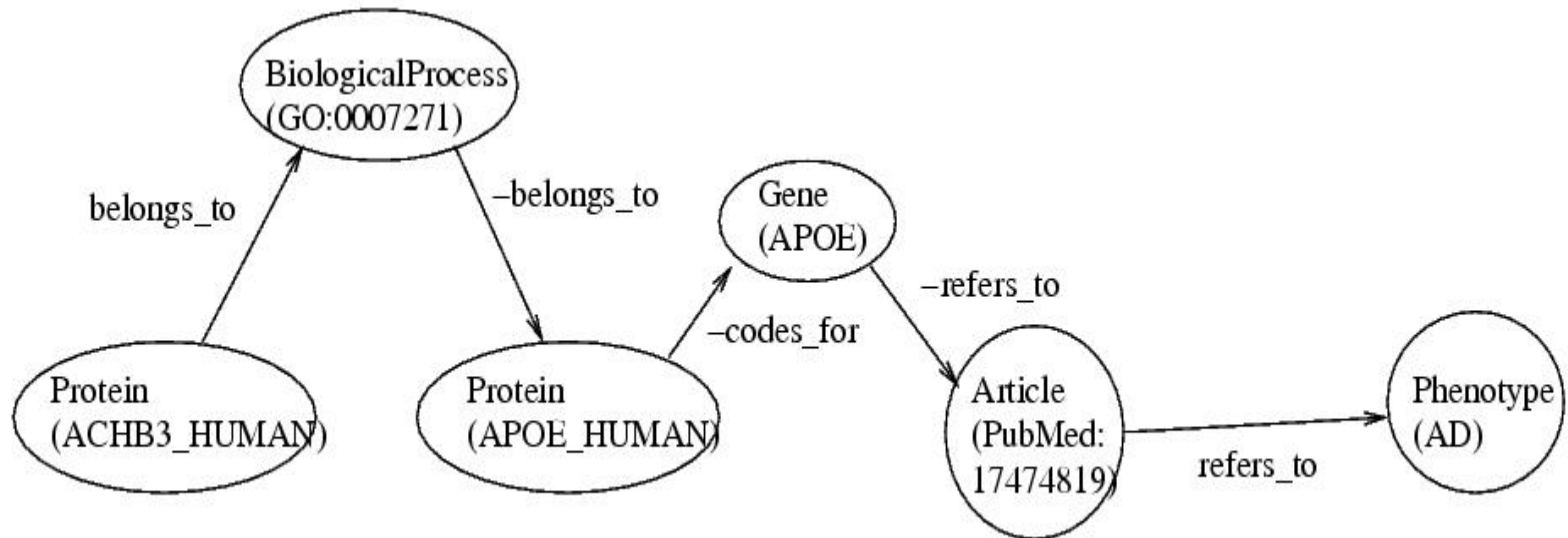 BiologicalProcess
(GO:0007271)
belongs_to
–belongs_to
Gene
(APOE)
–refers_to
–codes_for
Protein
(ACHB3_HUMAN)
Protein
(APOE_HUMAN)
Article
(PubMed:
17474819)
refers_to
Phenotype
(AD)